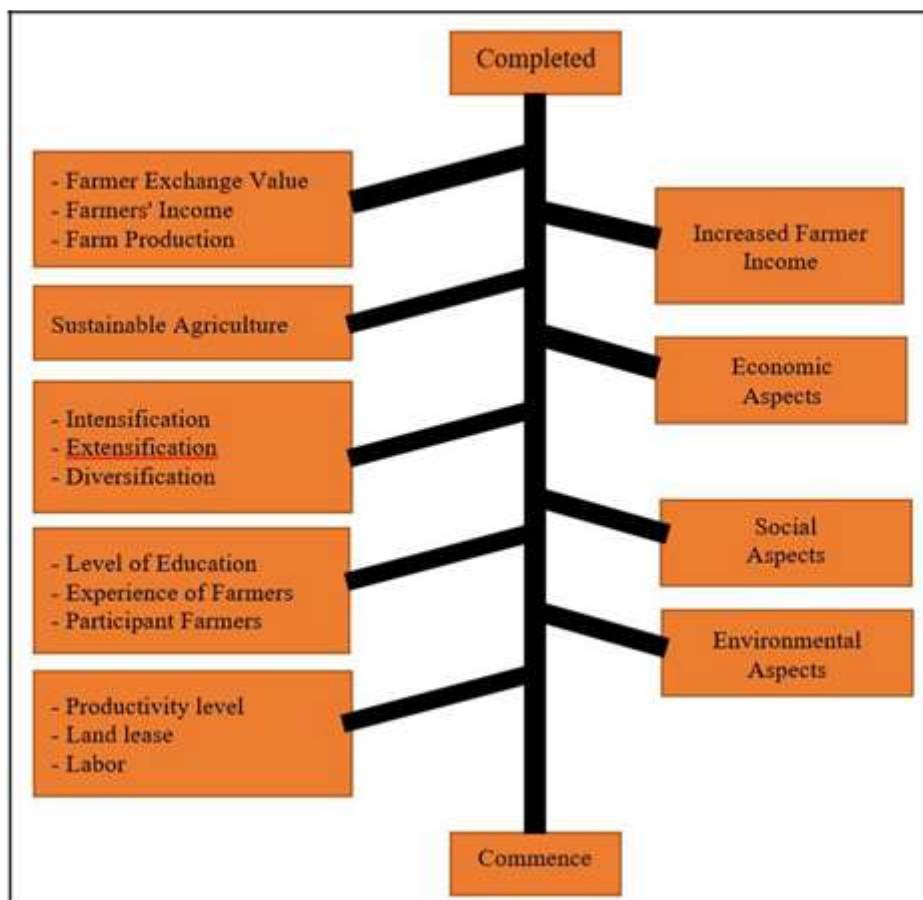 Completed
- Farmer Exchange Value
- Farmers' Income
- Farm Production
Increased Farmer
Income
Sustainable Agriculture
Economic
Aspects
- Intensification
- Extensification
- Diversification
Social
Aspects
- Level of Education
- Experience of Farmers
- Participant Farmers
Environmental
Aspects
- Productivity level
- Land lease
- Labor
Commence